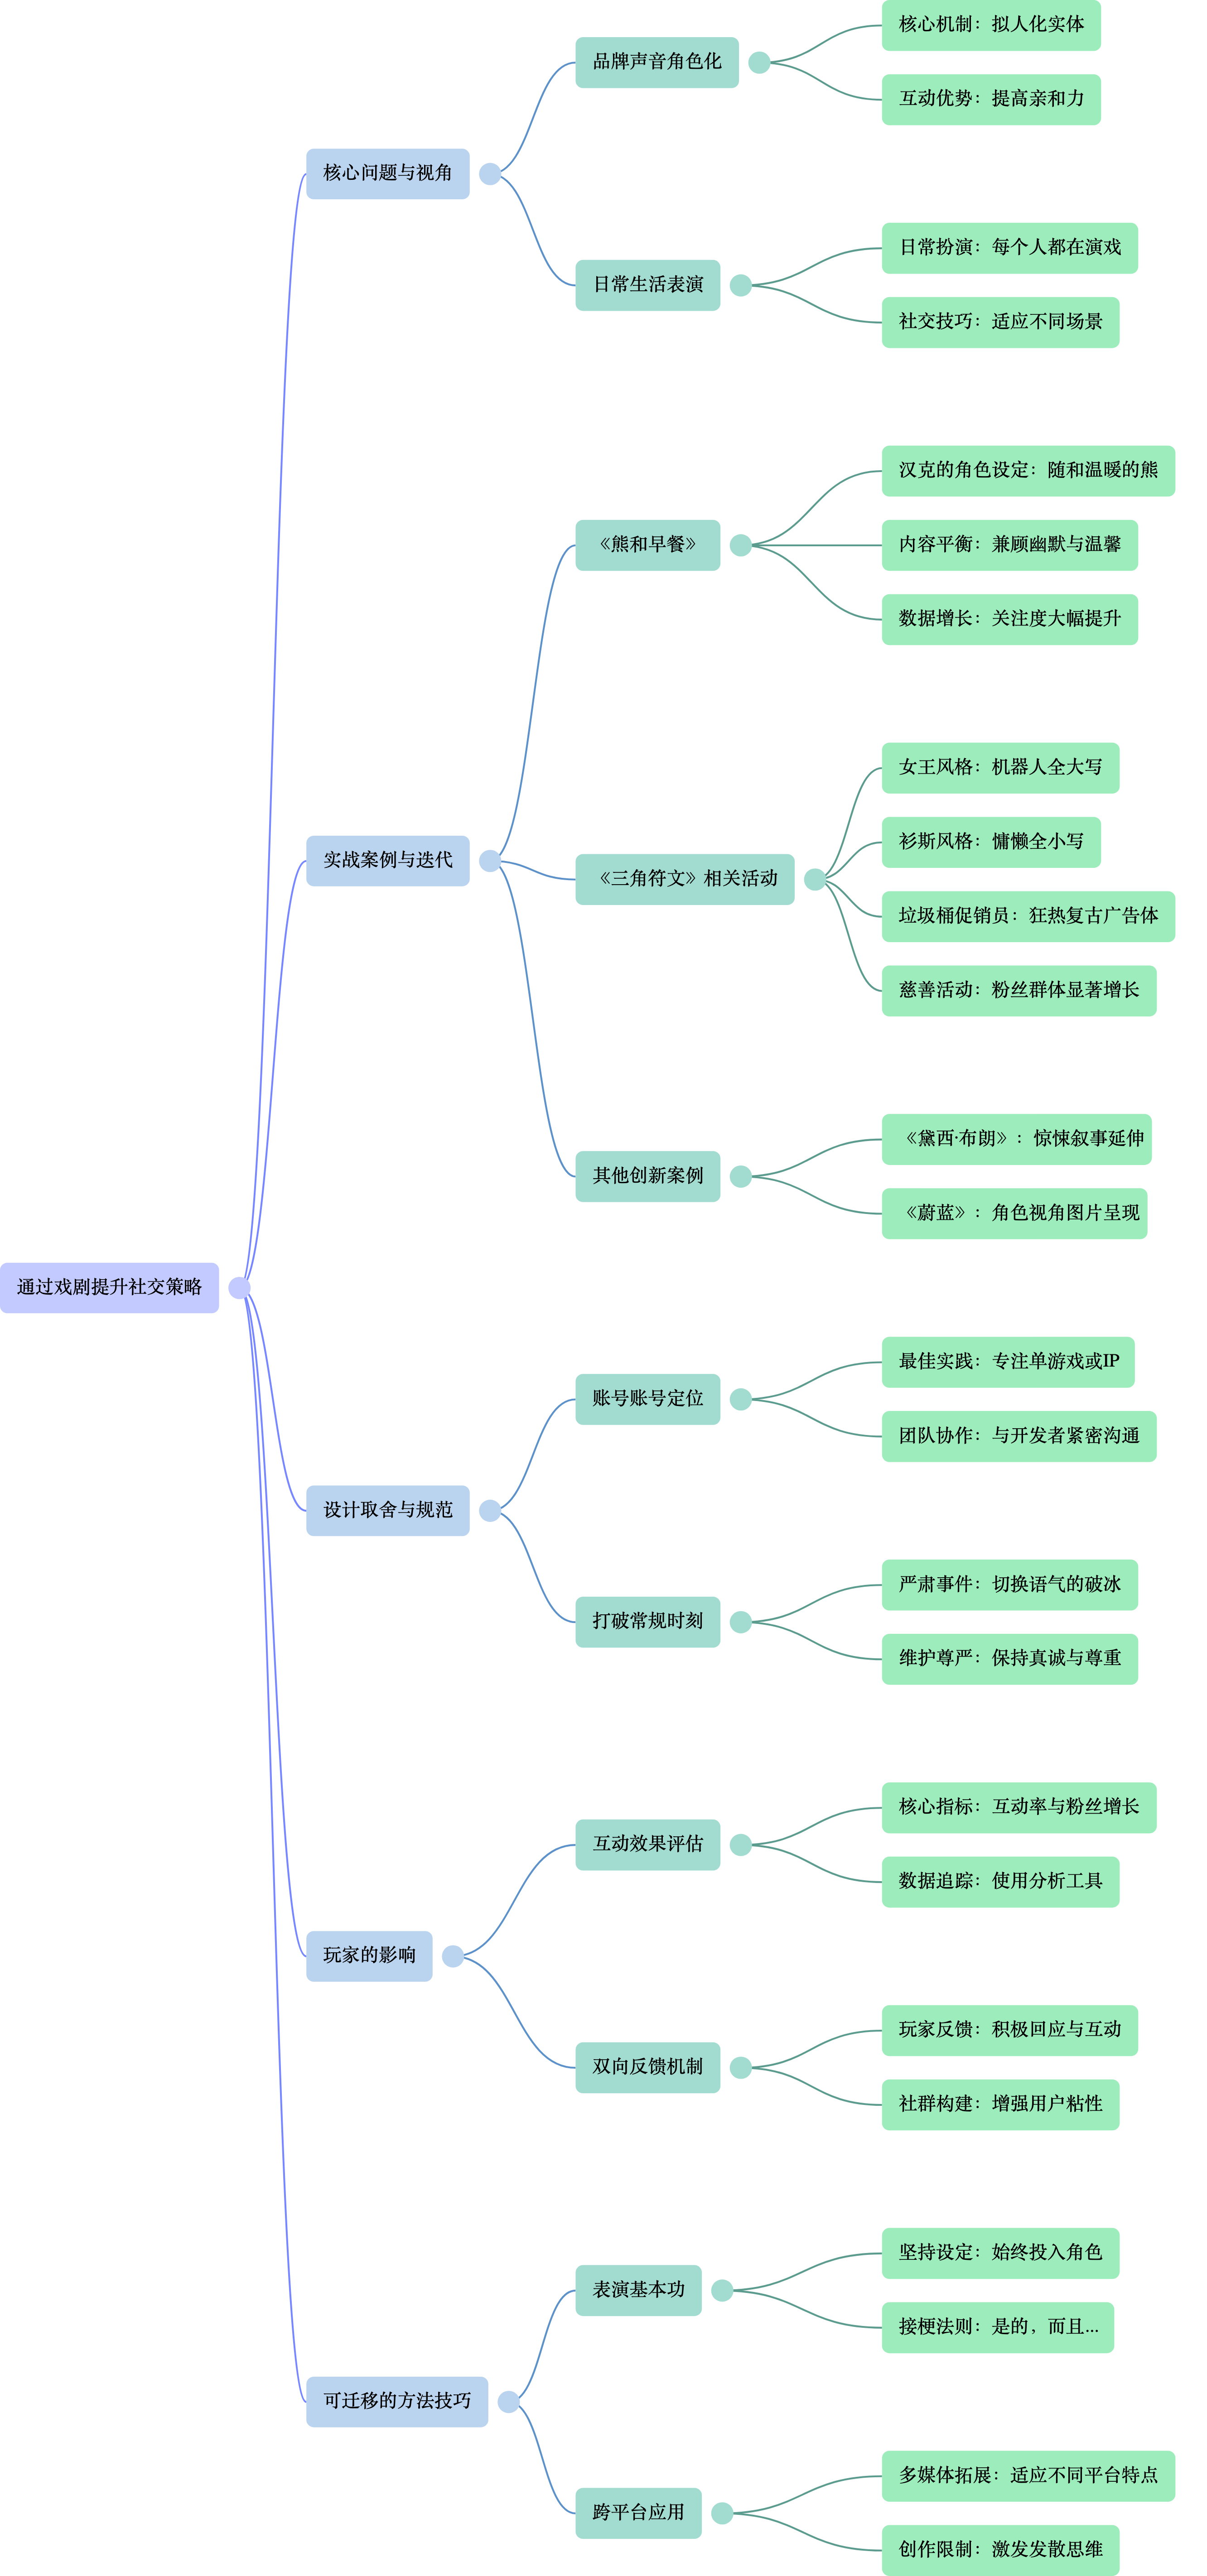 通过戏剧提升社交策略
核心问题与视角
品牌声音角色化
核心机制：拟人化实体
互动优势：提高亲和力
日常生活表演
日常扮演：每个人都在演戏
社交技巧：适应不同场景
实战案例与迭代
《熊和早餐》
汉克的角色设定：随和温暖的熊
内容平衡：兼顾幽默与温馨
数据增长：关注度大幅提升
《三角符文》相关活动
女王风格：机器人全大写
衫斯风格：慵懒全小写
垃圾桶促销员：狂热复古广告体
慈善活动：粉丝群体显著增长
其他创新案例
《黛西·布朗》：惊悚叙事延伸
《蔚蓝》：角色视角图片呈现
设计取舍与规范
账号账号定位
最佳实践：专注单游戏或IP
团队协作：与开发者紧密沟通
打破常规时刻
严肃事件：切换语气的破冰
维护尊严：保持真诚与尊重
玩家的影响
互动效果评估
核心指标：互动率与粉丝增长
数据追踪：使用分析工具
双向反馈机制
玩家反馈：积极回应与互动
社群构建：增强用户粘性
可迁移的方法技巧
表演基本功
坚持设定：始终投入角色
接梗法则：是的，而且...
跨平台应用
多媒体拓展：适应不同平台特点
创作限制：激发发散思维